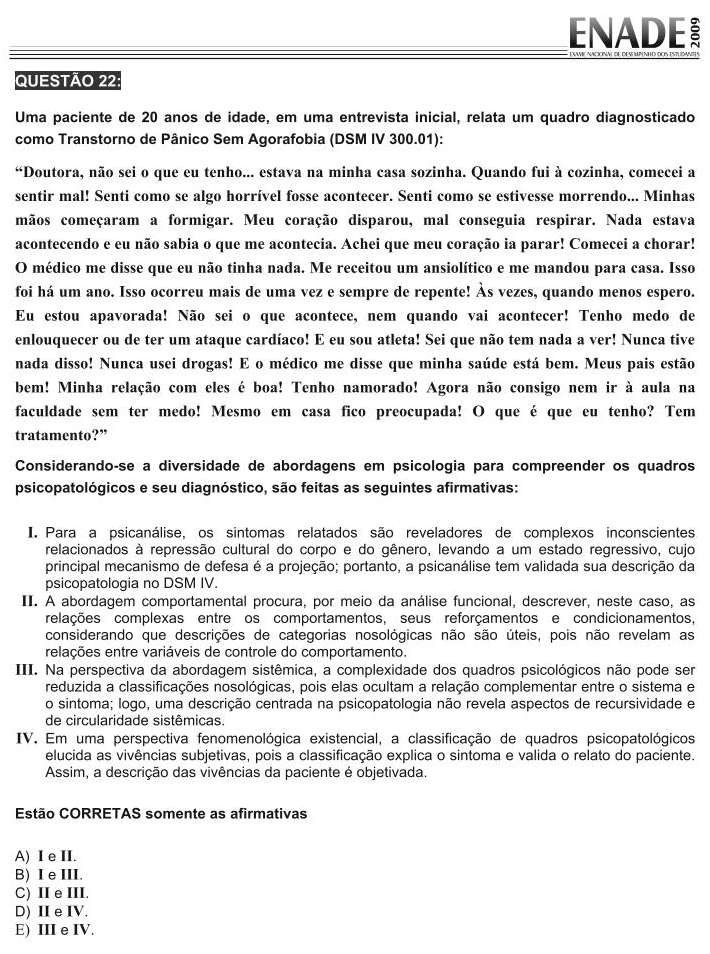 ENADE 2009
EXAME NACIONAL DE DESEMPENHO DOS ESTUDANTES
QUESTÃO 22:
Uma paciente de 20 anos de idade, em uma entrevista inicial, relata um quadro diagnosticado
como Transtorno de Pânico Sem Agorafobia (DSM IV 300.01):
“Doutora, não sei o que eu tenho... estava na minha casa sozinha. Quando fui à cozinha, comecei a
sentir mal! Senti como se algo horrível fosse acontecer. Senti como se estivesse morrendo... Minhas
mãos começaram a formigar. Meu coração disparou, mal conseguia respirar. Nada estava
acontecendo e eu não sabia o que me acontecia. Achei que meu coração ia parar! Comecei a chorar!
O médico me disse que eu não tinha nada. Me receitou um ansiolítico e me mandou para casa. Isso
foi há um ano. Isso ocorreu mais de uma vez e sempre de repente! Às vezes, quando menos espero.
Eu estou apavorada! Não sei o que acontece, nem quando vai acontecer! Tenho medo de
enlouquecer ou de ter um ataque cardíaco! E eu sou atleta! Sei que não tem nada a ver! Nunca tive
nada disso! Nunca usei drogas! E o médico me disse que minha saúde está bem. Meus pais estão
bem! Minha relação com eles é boa! Tenho namorado! Agora não consigo nem ir à aula na
faculdade sem ter medo! Mesmo em casa fico preocupada! O que é que eu tenho? Tem
tratamento?”
Considerando-se a diversidade de abordagens em psicologia para compreender os quadros
psicopatológicos e seu diagnóstico, são feitas as seguintes afirmativas:
I. Para a psicanálise, os sintomas relatados são reveladores de complexos inconscientes
relacionados à repressão cultural do corpo e do gênero, levando a um estado regressivo, cujo
principal mecanismo de defesa é a projeção; portanto, a psicanálise tem validada sua descrição da
psicopatologia no DSM IV.
II. A abordagem comportamental procura, por meio da análise funcional, descrever, neste caso, as
relações complexas entre os comportamentos, seus reforçamentos e condicionamentos,
considerando que descrições de categorias nosológicas não são úteis, pois não revelam as
relações entre variáveis de controle do comportamento.
III. Na perspectiva da abordagem sistêmica, a complexidade dos quadros psicológicos não pode ser
reduzida a classificações nosológicas, pois elas ocultam a relação complementar entre o sistema e
o sintoma; logo, uma descrição centrada na psicopatologia não revela aspectos de recursividade e
de circularidade sistêmicas.
IV. Em uma perspectiva fenomenológica existencial, a classificação de quadros psicopatológicos
elucida as vivências subjetivas, pois a classificação explica o sintoma e valida o relato do paciente.
Assim, a descrição das vivências da paciente é objetivada.
Estão CORRETAS somente as afirmativas
A) I e II.
B) I e III.
C) II e III.
D) II e IV.
E) III e IV.